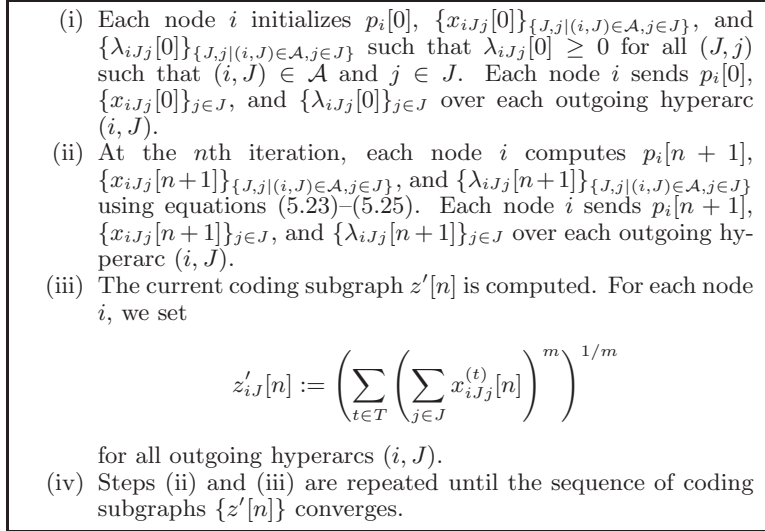 (i) Each node i initializes p_i[0], {x_{iJj}[0]}_{{J,j|(i,J)∈𝒜,j∈J}}, and
{λ_{iJj}[0]}_{{J,j|(i,J)∈𝒜,j∈J}} such that λ_{iJj}[0] ≥ 0 for all (J, j)
such that (i, J) ∈ 𝒜 and j ∈ J. Each node i sends p_i[0],
{x_{iJj}[0]}_{j∈J}, and {λ_{iJj}[0]}_{j∈J} over each outgoing hyperarc
(i, J).
(ii) At the nth iteration, each node i computes p_i[n + 1],
{x_{iJj}[n+1]}_{{J,j|(i,J)∈𝒜,j∈J}}, and {λ_{iJj}[n+1]}_{{J,j|(i,J)∈𝒜,j∈J}}
using equations (5.23)–(5.25). Each node i sends p_i[n + 1],
{x_{iJj}[n + 1]}_{j∈J}, and {λ_{iJj}[n + 1]}_{j∈J} over each outgoing hy-
perarc (i, J).
(iii) The current coding subgraph z′[n] is computed. For each node
i, we set
z′_{iJ}[n] := (∑_{t∈T} (∑_{j∈J} x_{iJj}^{(t)}[n])^m)^{1/m}
for all outgoing hyperarcs (i, J).
(iv) Steps (ii) and (iii) are repeated until the sequence of coding
subgraphs {z′[n]} converges.